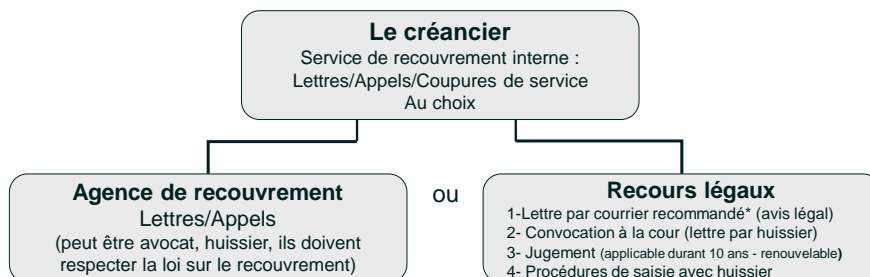 Le créancier
Service de recouvrement interne :
Lettres/Appels/Coupures de service
Au choix
Agence de recouvrement
Lettres/Appels
(peut être avocat, huissier, ils doivent
respecter la loi sur le recouvrement)
ou
Recours légaux
1-Lettre par courrier recommandé* (avis légal)
2- Convocation à la cour (lettre par huissier)
3- Jugement (applicable durant 10 ans - renouvelable)
4- Procédures de saisie avec huissier